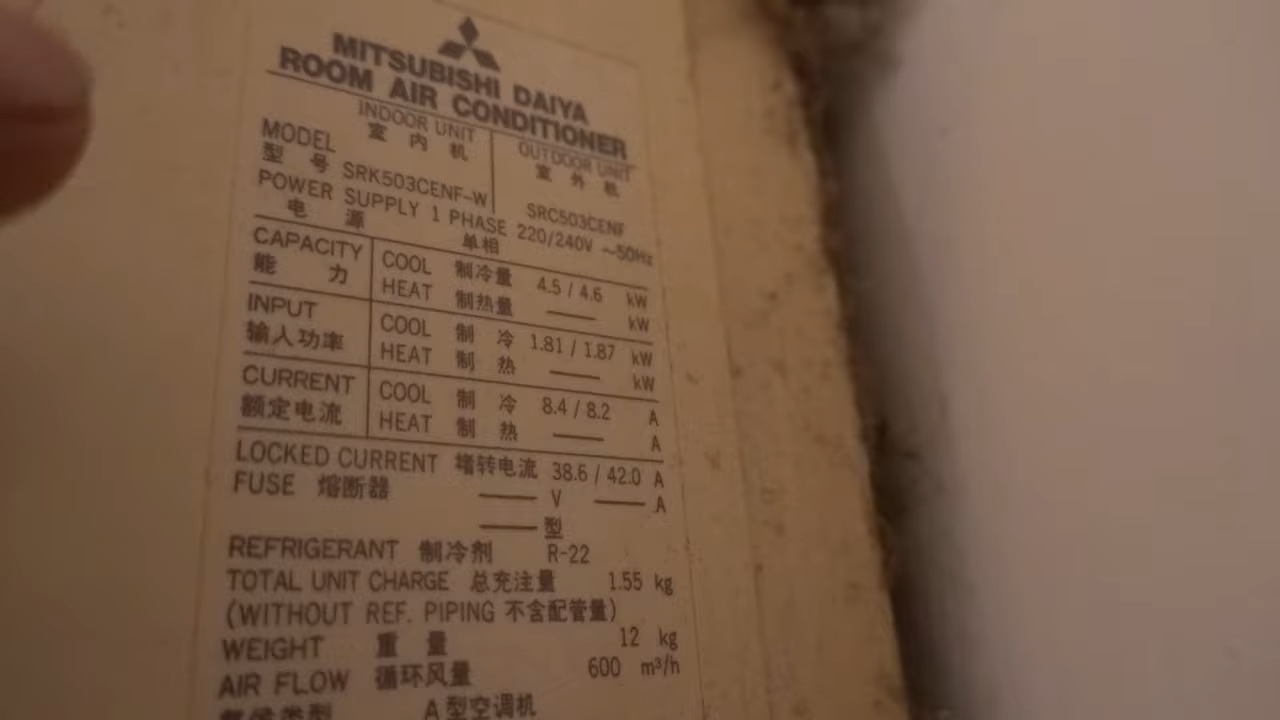 MITSUBISHI DAIYA
ROOM AIR CONDITIONER
INDOOR UNIT OUTDOOR UNIT
MODEL 室内机 室外机
型号 SRK503CENF-W SRC503CENF
POWER SUPPLY 1 PHASE 220/240V ~50Hz
电源 单相
CAPACITY COOL 制冷量 4.5 / 4.6 kW
能力 HEAT 制热量 —— kW
INPUT COOL 制冷 1.81 / 1.87 kW
输入功率 HEAT 制热 —— kW
CURRENT COOL 制冷 8.4 / 8.2 A
额定电流 HEAT 制热 —— A
LOCKED CURRENT 堵转电流 38.6 / 42.0 A
FUSE 熔断器 —— V —— A
—— 型
REFRIGERANT 制冷剂 R-22
TOTAL UNIT CHARGE 总充注量 1.55 kg
(WITHOUT REF. PIPING 不含配管量)
WEIGHT 重量 12 kg
AIR FLOW 循环风量 600 m³/h
气候类型 A型空调机